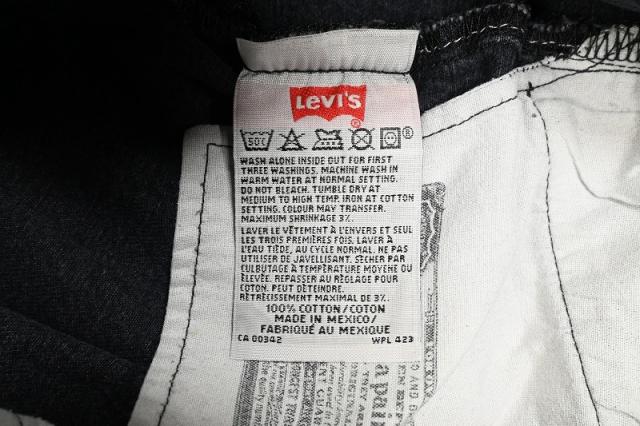 Levi's
®
50C ®
WASH ALONE INSIDE OUT FOR FIRST
THREE WASHINGS. MACHINE WASH IN
WARM WATER AT NORMAL SETTING.
DO NOT BLEACH. TUMBLE DRY AT
MEDIUM TO HIGH TEMP. IRON AT COTTON
SETTING. COLOUR MAY TRANSFER.
MAXIMUM SHRINKAGE 3%.
LAVER LE VÊTEMENT À L'ENVERS ET SEUL
LES TROIS PREMIÈRES FOIS. LAVER À
L'EAU TIÈDE, AU CYCLE NORMAL. NE PAS
UTILISER DE JAVELLISANT. SÉCHER PAR
CULBUTAGE À TEMPÉRATURE MOYENNE OU
ÉLEVÉE. REPASSER AU RÉGLAGE POUR
COTON. PEUT DÉTEINDRE.
RÉTRÉCISSEMENT MAXIMAL DE 3%.
100% COTTON/COTON
MADE IN MEXICO/
FABRIQUÉ AU MEXIQUE
CA 00342 WPL 423
a pair
THEY ARE